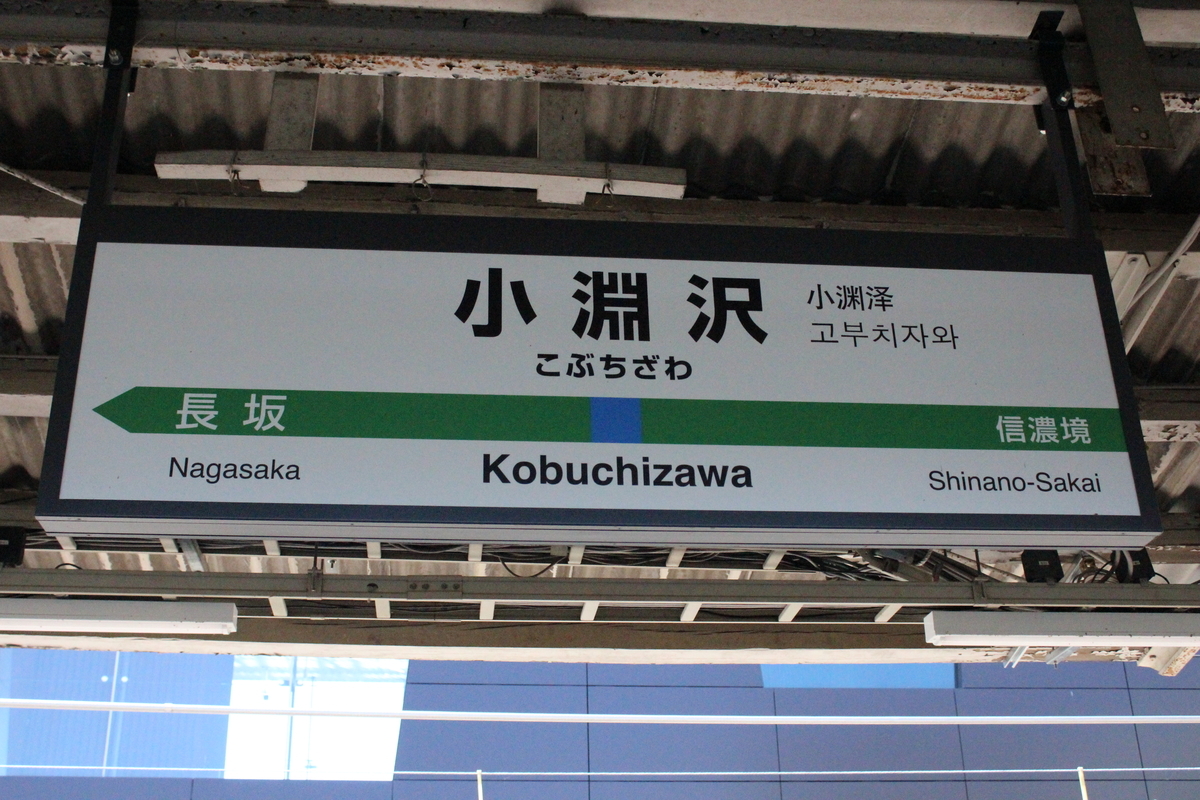 小淵沢
小渊泽
고부치자와
こぶちざわ
長坂
信濃境
Nagasaka
Kobuchizawa
Shinano-Sakai